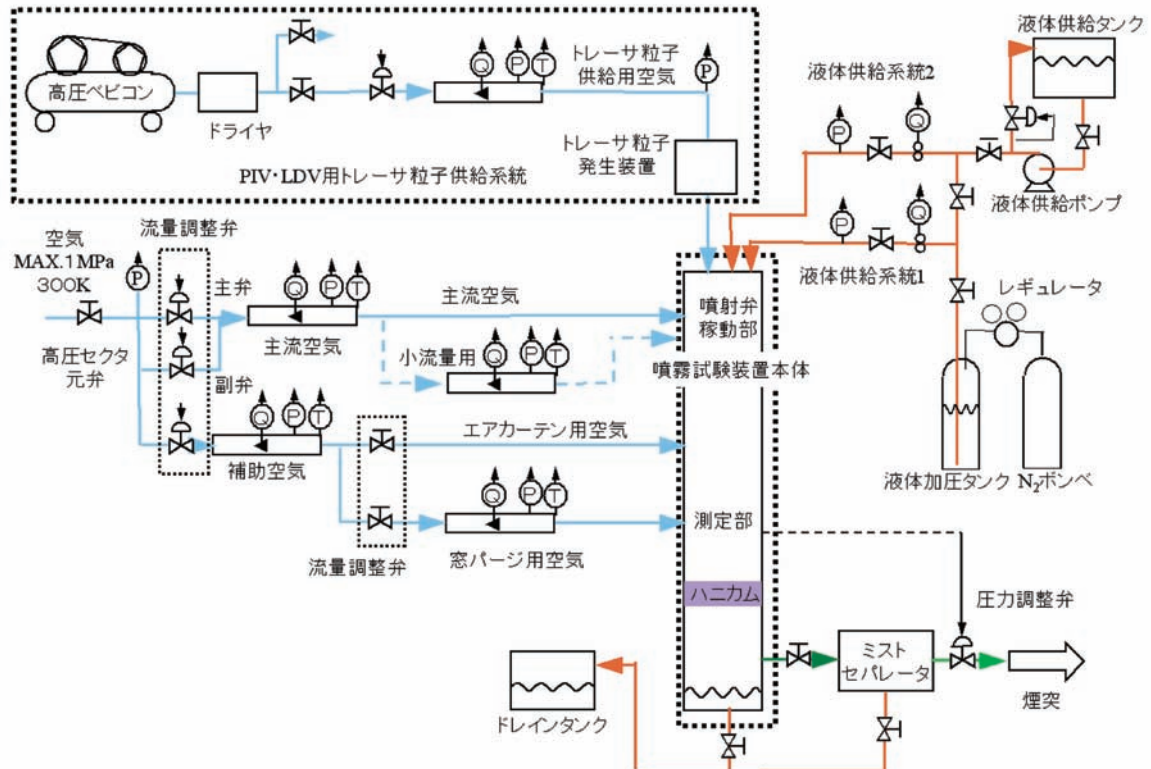 高圧ベビコン
ドライヤ
Q
P
T
トレーサ粒子
供給用空気
P
トレーサ粒子
発生装置
PIV・LDV用トレーサ粒子供給系統
液体供給タンク
液体供給系統2
P
Q
液体供給ポンプ
P
Q
液体供給系統1
レギュレータ
液体加圧タンク
N₂ボンベ
空気
MAX.1MPa
300K
P
流量調整弁
主弁
副弁
高圧セクタ
元弁
Q
P
T
主流空気
主流空気
小流量用
Q
P
T
Q
P
T
補助空気
エアカーテン用空気
流量調整弁
Q
P
T
窓パージ用空気
噴射弁
稼動部
噴霧試験装置本体
測定部
ハニカム
圧力調整弁
ミスト
セパレータ
煙突
ドレインタンク